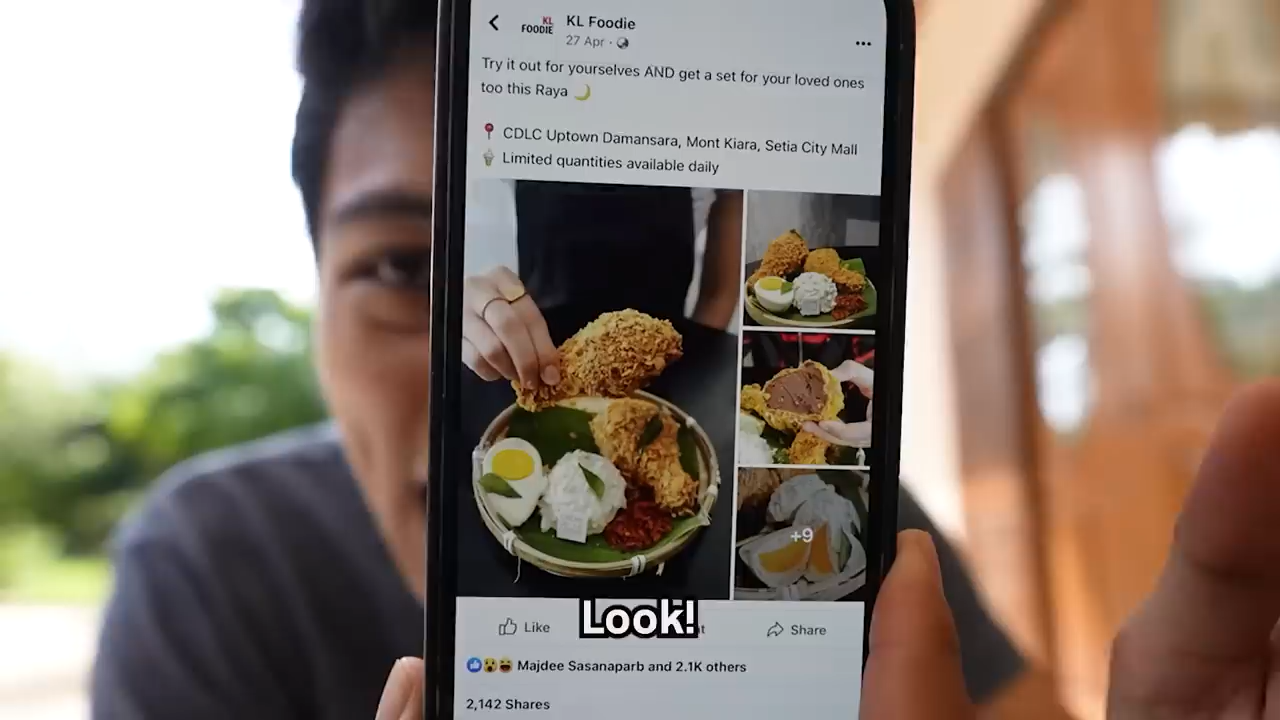 KL
FOODIE
KL Foodie
27 Apr ·
Try it out for yourselves AND get a set for your loved ones
too this Raya 🌙
📍 CDLC Uptown Damansara, Mont Kiara, Setia City Mall
🍦 Limited quantities available daily
+9
Like
Share
Look!
Majdee Sasanaparb and 2.1K others
2,142 Shares